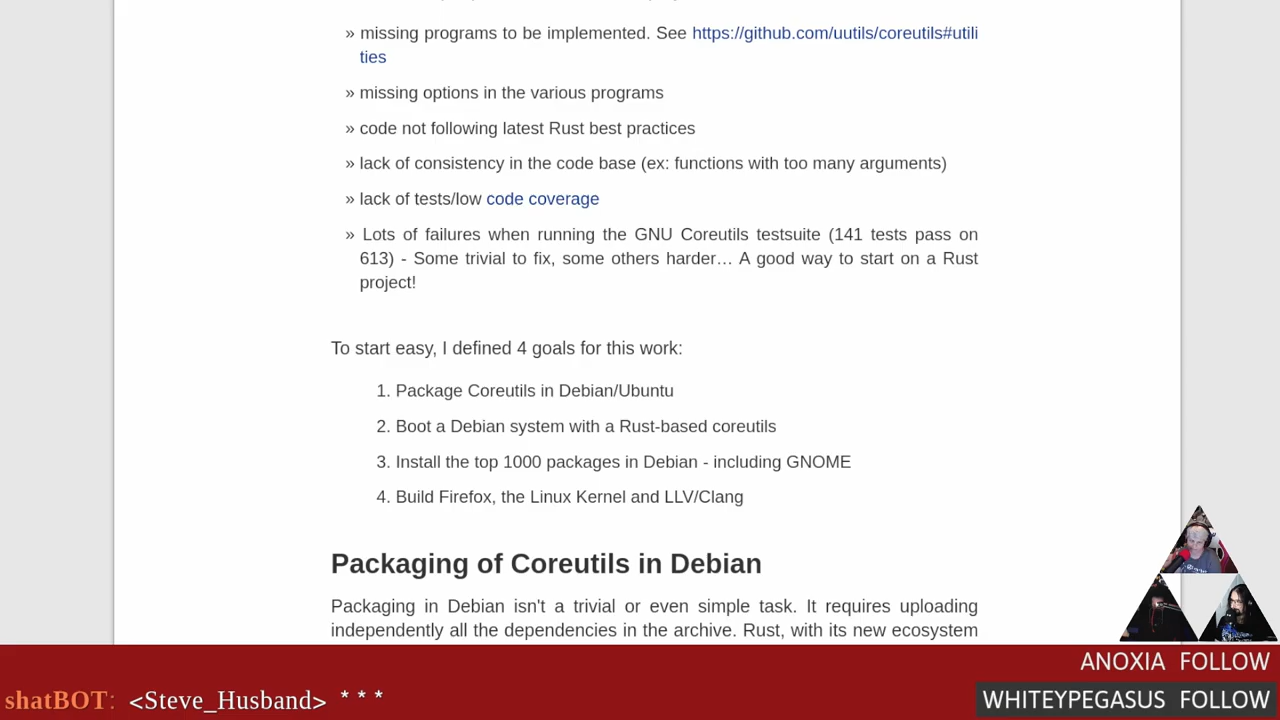 » missing programs to be implemented. See https://github.com/uutils/coreutils#utili
ties
» missing options in the various programs
» code not following latest Rust best practices
» lack of consistency in the code base (ex: functions with too many arguments)
» lack of tests/low code coverage
» Lots of failures when running the GNU Coreutils testsuite (141 tests pass on
613) - Some trivial to fix, some others harder… A good way to start on a Rust
project!
To start easy, I defined 4 goals for this work:
1. Package Coreutils in Debian/Ubuntu
2. Boot a Debian system with a Rust-based coreutils
3. Install the top 1000 packages in Debian - including GNOME
4. Build Firefox, the Linux Kernel and LLV/Clang
Packaging of Coreutils in Debian
Packaging in Debian isn't a trivial or even simple task. It requires uploading
independently all the dependencies in the archive. Rust, with its new ecosystem
ANOXIA FOLLOW
shatBOT: <Steve_Husband> * * *
WHITEYPEGASUS FOLLOW